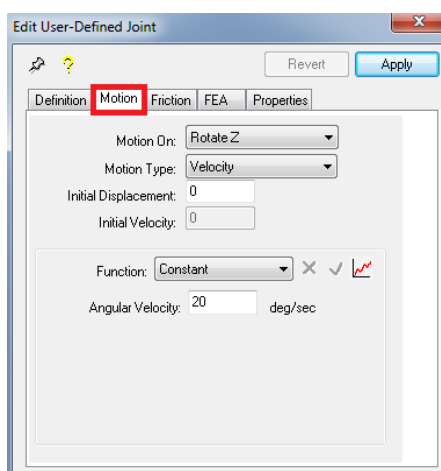 Edit User-Defined Joint
Revert Apply
Definition Motion Friction FEA Properties
Motion On: Rotate Z
Motion Type: Velocity
Initial Displacement: 0
Initial Velocity: 0
Function: Constant
Angular Velocity: 20 deg/sec